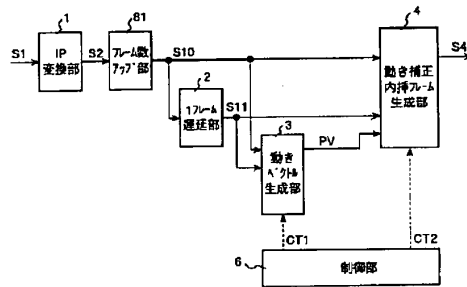 1
81
4
S1
IP
変換部
S2
フレーム数
アップ部
S10
動き補正
内挿フレーム
生成部
S4
2
1フレーム
遅延部
S11
3
動き
ベクトル
生成部
PV
CT1
CT2
6
制御部